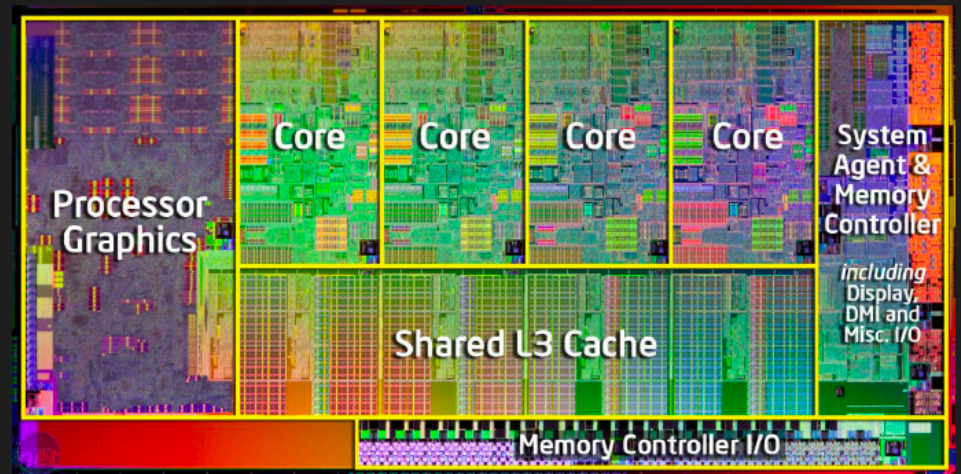 Processor
Graphics
Core
Core
Core
Core
System
Agent &
Memory
Controller
including
Display,
DMI and
Misc. I/O
Shared L3 Cache
Memory Controller I/O